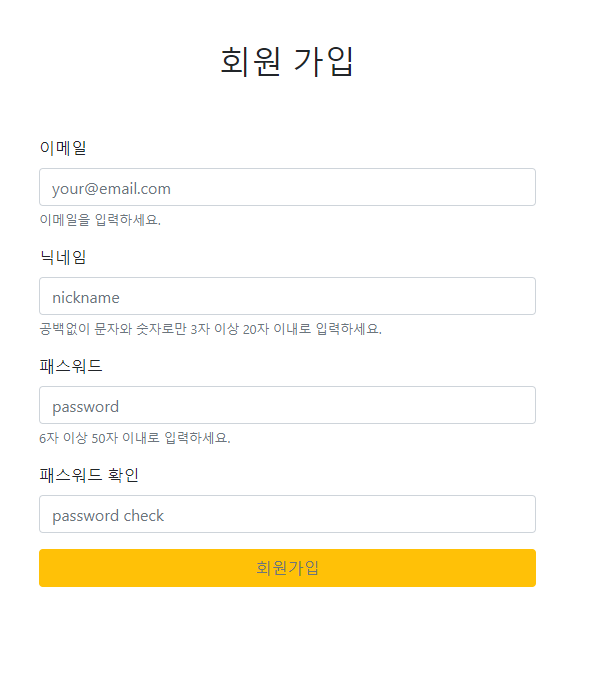 회원 가입
이메일
your@email.com
이메일을 입력하세요.
닉네임
nickname
공백없이 문자와 숫자로만 3자 이상 20자 이내로 입력하세요.
패스워드
password
6자 이상 50자 이내로 입력하세요.
패스워드 확인
password check
회원가입